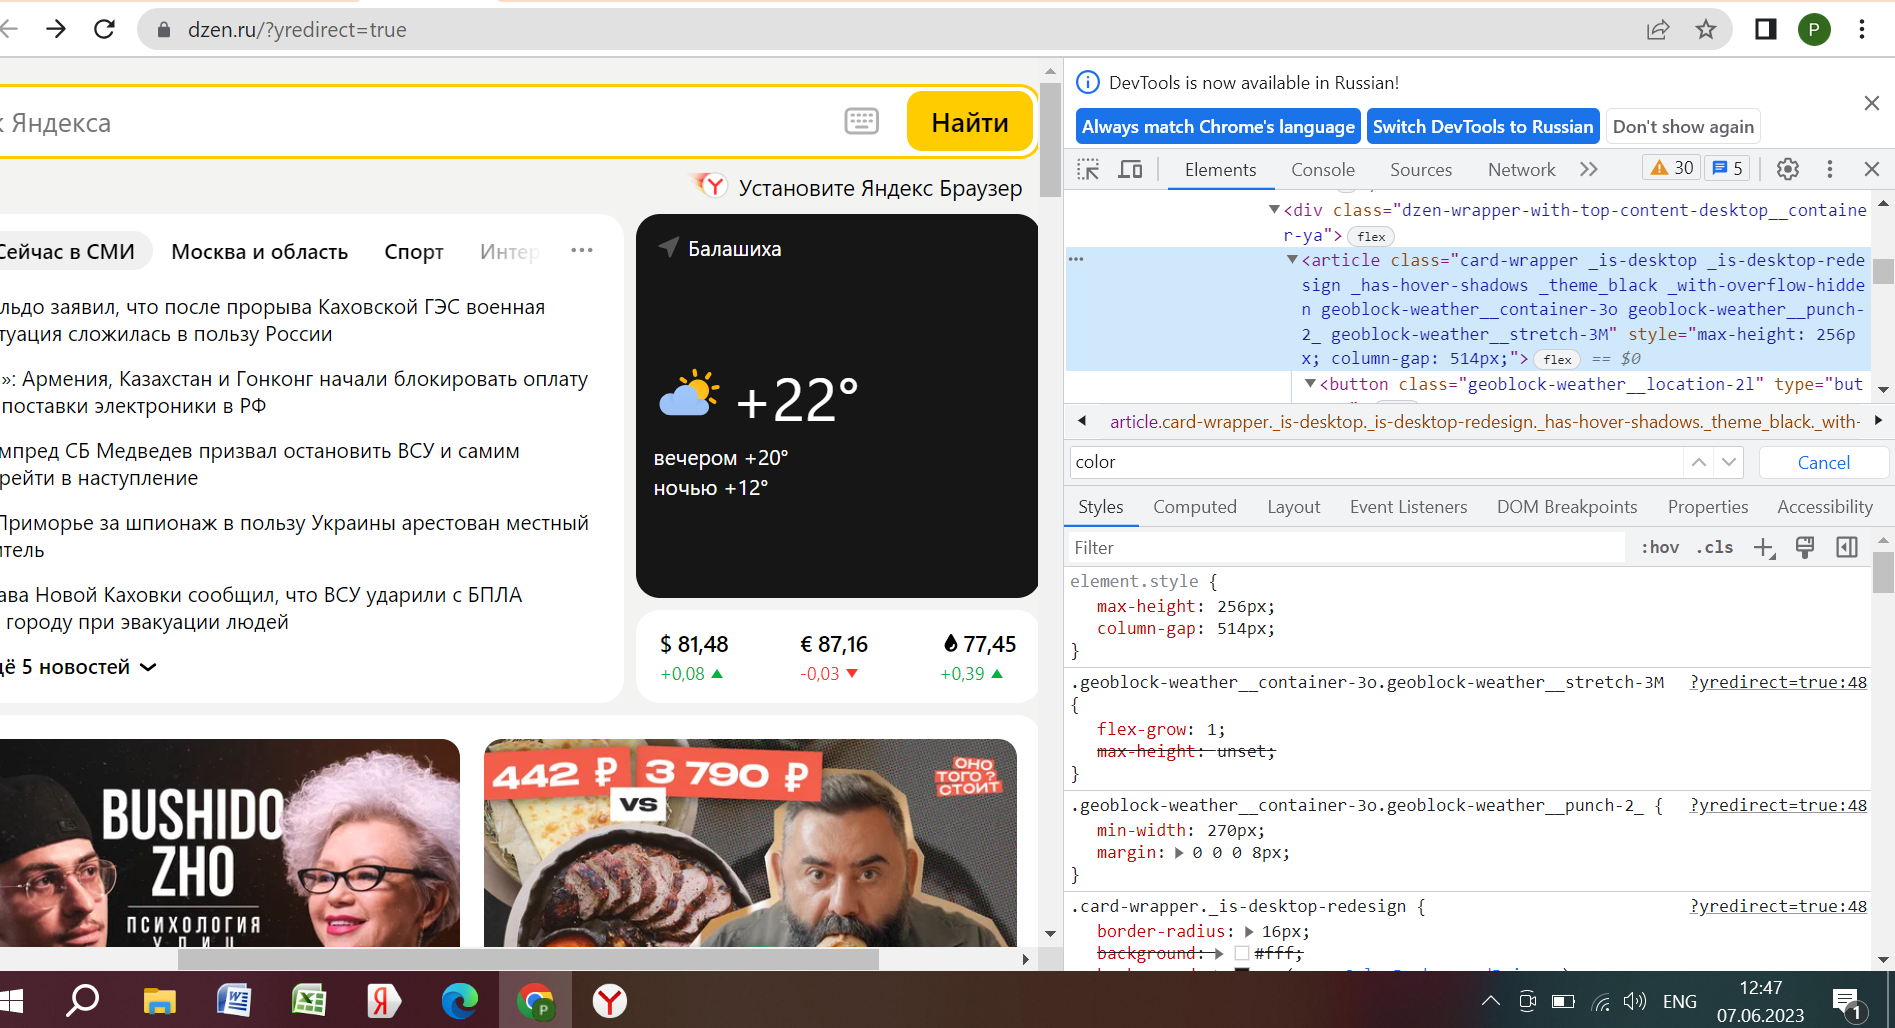 dzen.ru/?yredirect=true
P
Яндекса
Найти
Установите Яндекс Браузер
Сейчас в СМИ
Москва и область
Спорт
Интер
льдо заявил, что после прорыва Каховской ГЭС военная
туация сложилась в пользу России
»: Армения, Казахстан и Гонконг начали блокировать оплату
поставки электроники в РФ
мпред СБ Медведев призвал остановить ВСУ и самим
рейти в наступление
Приморье за шпионаж в пользу Украины арестован местный
тель
ава Новой Каховки сообщил, что ВСУ ударили с БПЛА
городу при эвакуации людей
щё 5 новостей
Балашиха
+22°
вечером +20°
ночью +12°
$ 81,48
€ 87,16
77,45
+0,08
-0,03
+0,39
BUSHIDO
ZHO
ПСИХОЛОГИЯ
УЛИЦ
442 ₽
3 790 ₽
VS
ОНО
ТОГО?
СТОИТ
DevTools is now available in Russian!
Always match Chrome's language
Switch DevTools to Russian
Don't show again
Elements
Console
Sources
Network
30
5
<div class="dzen-wrapper-with-top-content-desktop__containe
r-ya"> flex
<article class="card-wrapper _is-desktop _is-desktop-rede
sign _has-hover-shadows _theme_black _with-overflow-hidde
n geoblock-weather__container-3o geoblock-weather__punch-
2_ geoblock-weather__stretch-3M" style="max-height: 256p
x; column-gap: 514px;"> flex == $0
<button class="geoblock-weather__location-2l" type="but
article.card-wrapper._is-desktop._is-desktop-redesign._has-hover-shadows._theme_black._with-
color
Cancel
Styles
Computed
Layout
Event Listeners
DOM Breakpoints
Properties
Accessibility
Filter
:hov
.cls
element.style {
max-height: 256px;
column-gap: 514px;
}
.geoblock-weather__container-3o.geoblock-weather__stretch-3M ?yredirect=true:48
{
flex-grow: 1;
max-height: unset;
}
.geoblock-weather__container-3o.geoblock-weather__punch-2_ { ?yredirect=true:48
min-width: 270px;
margin: 0 0 0 8px;
}
.card-wrapper._is-desktop-redesign { ?yredirect=true:48
border-radius: 16px;
background: #fff;
P
ENG
12:47
07.06.2023
1